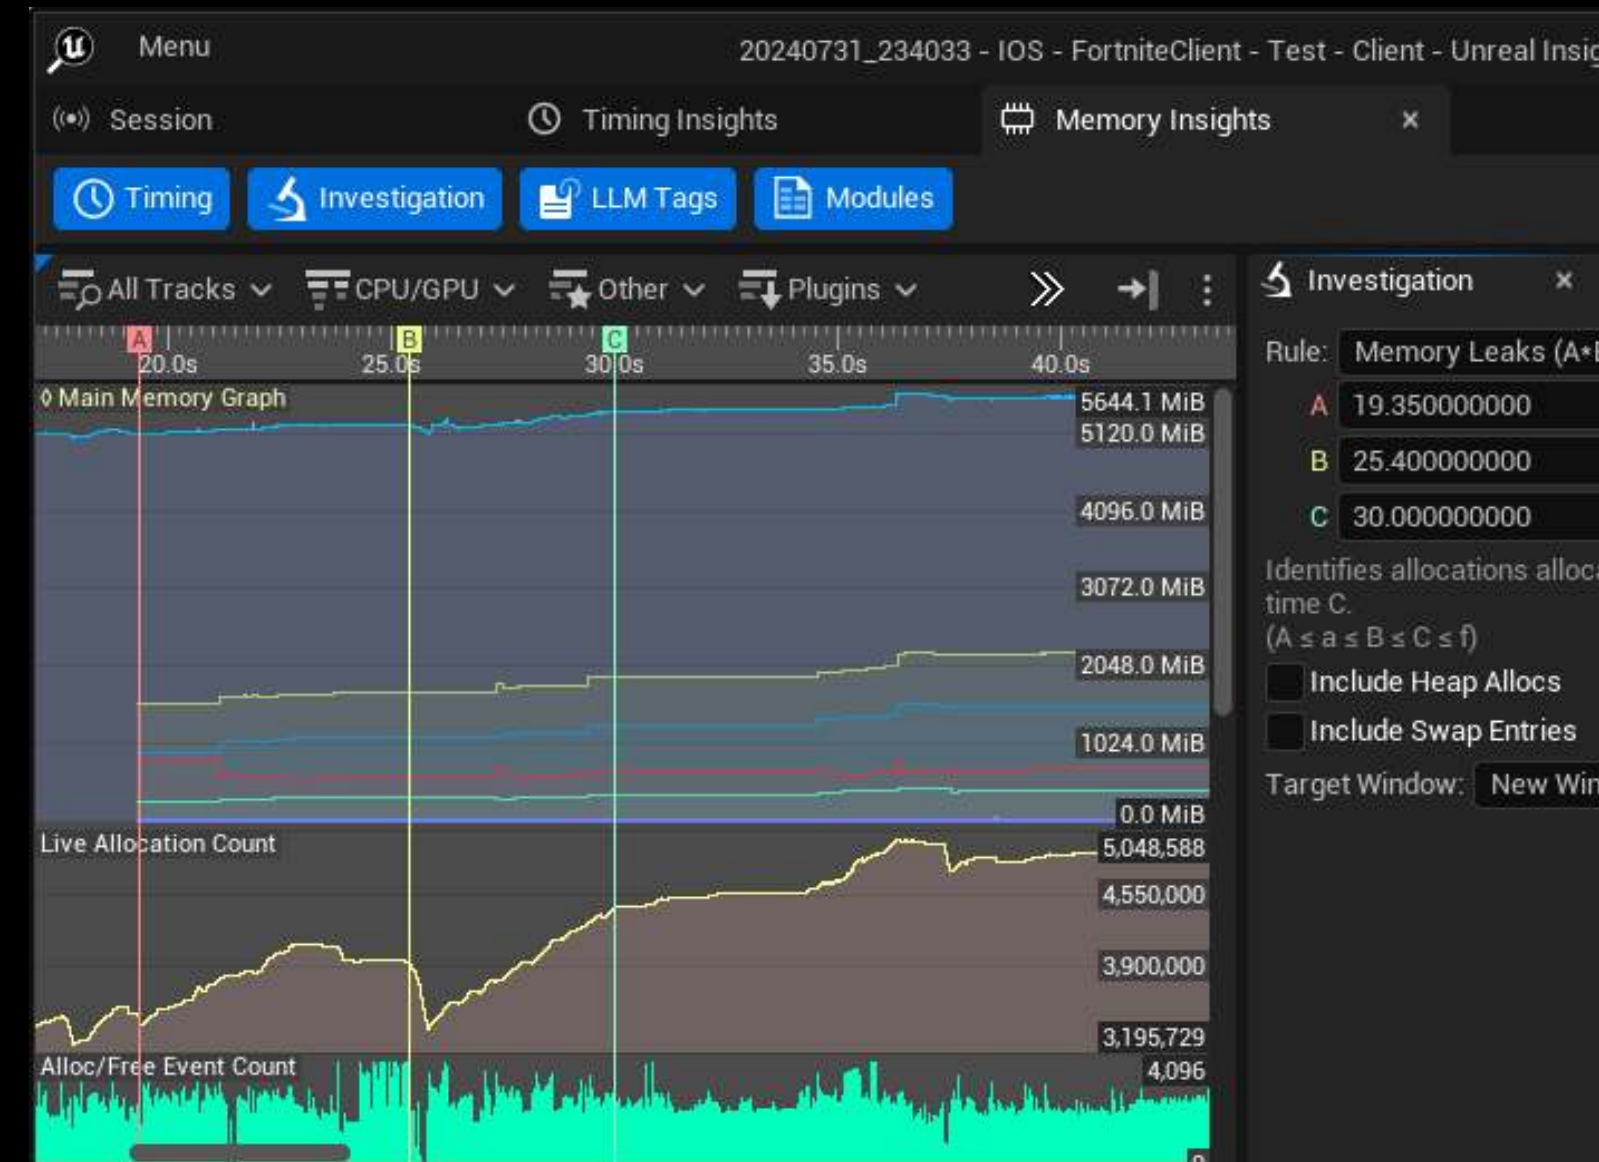 Menu
20240731_234033 - IOS - FortniteClient - Test - Client - Unreal
Session
Timing Insights
Memory Insights
Timing
Investigation
LLM Tags
Modules
All Tracks
CPU/GPU
Other
Plugins
A
B
C
20.0s
25.0s
30.0s
35.0s
40.0s
Main Memory Graph
5644.1 MiB
5120.0 MiB
4096.0 MiB
3072.0 MiB
2048.0 MiB
1024.0 MiB
0.0 MiB
Live Allocation Count
5,048,588
4,550,000
3,900,000
3,195,729
Alloc/Free Event Count
4,096
Investigation
Rule: Memory Leaks (A*
A 19.350000000
B 25.400000000
C 30.000000000
Identifies allocations
time C.
(A ≤ a ≤ B ≤ C ≤ f)
Include Heap Allocs
Include Swap Entries
Target Window: New